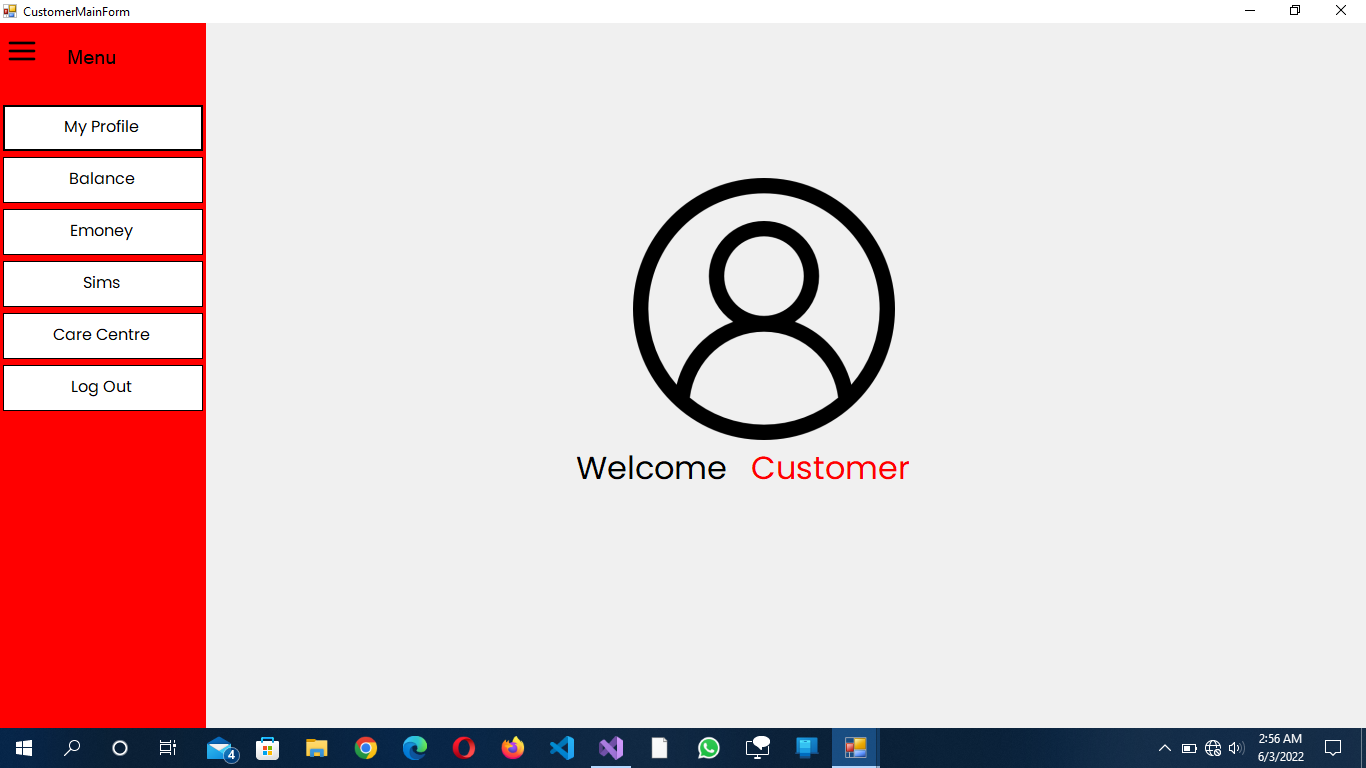 CustomerMainForm
Menu
My Profile
Balance
Emoney
Sims
Care Centre
Log Out
Welcome Customer
4
2:56 AM
6/3/2022